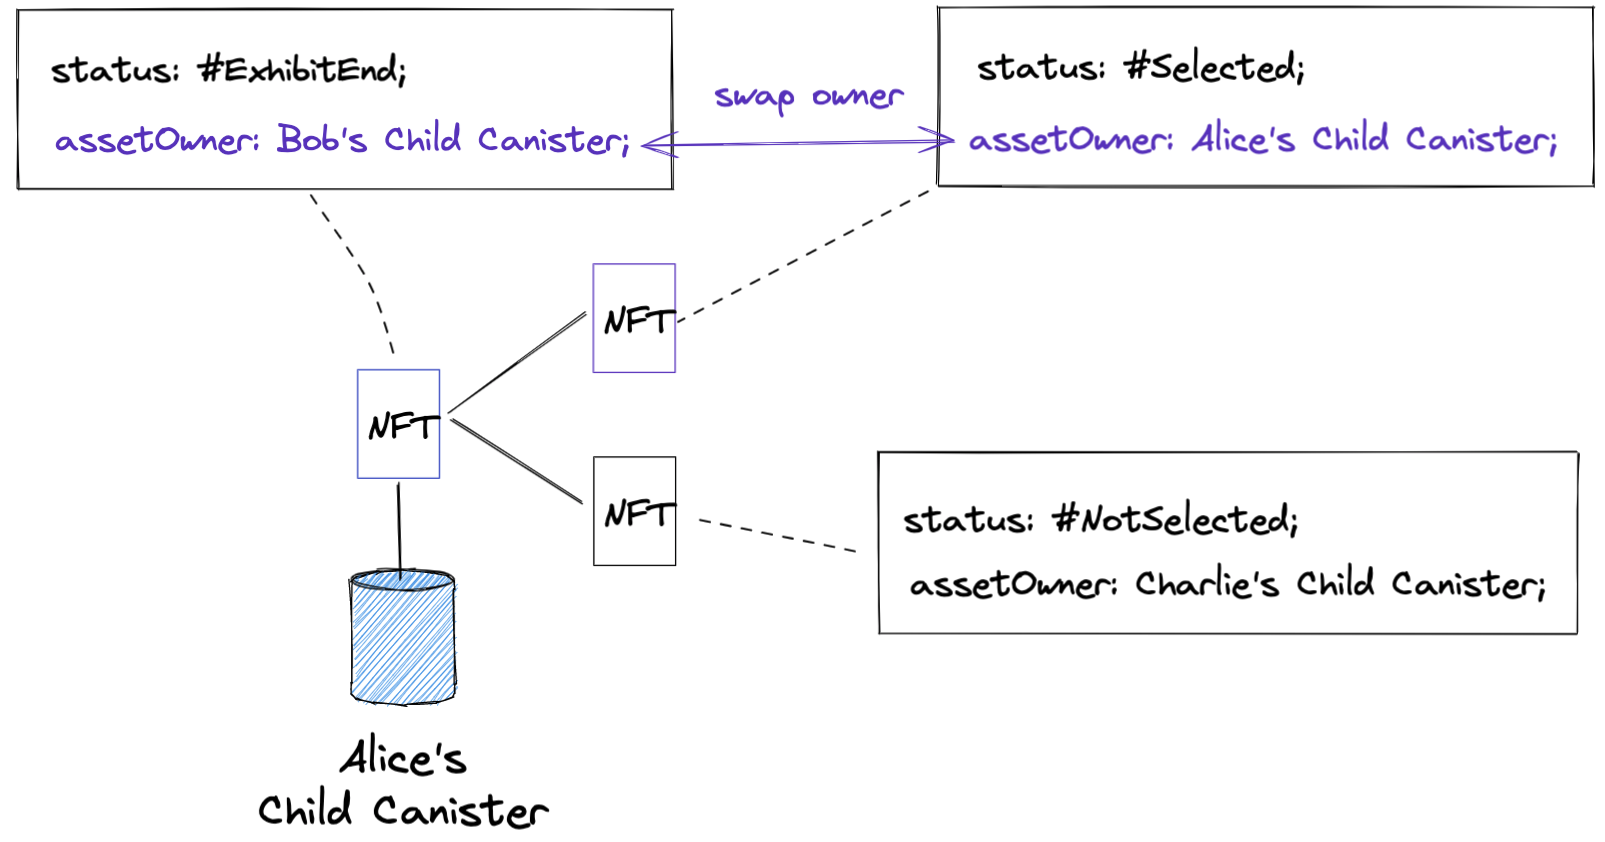 status: #ExhibitEnd;
assetOwner: Bob's Child Canister;
swap owner
status: #Selected;
assetOwner: Alice's Child Canister;
NFT
NFT
NFT
status: #NotSelected;
assetOwner: Charlie's Child Canister;
Alice's
Child Canister